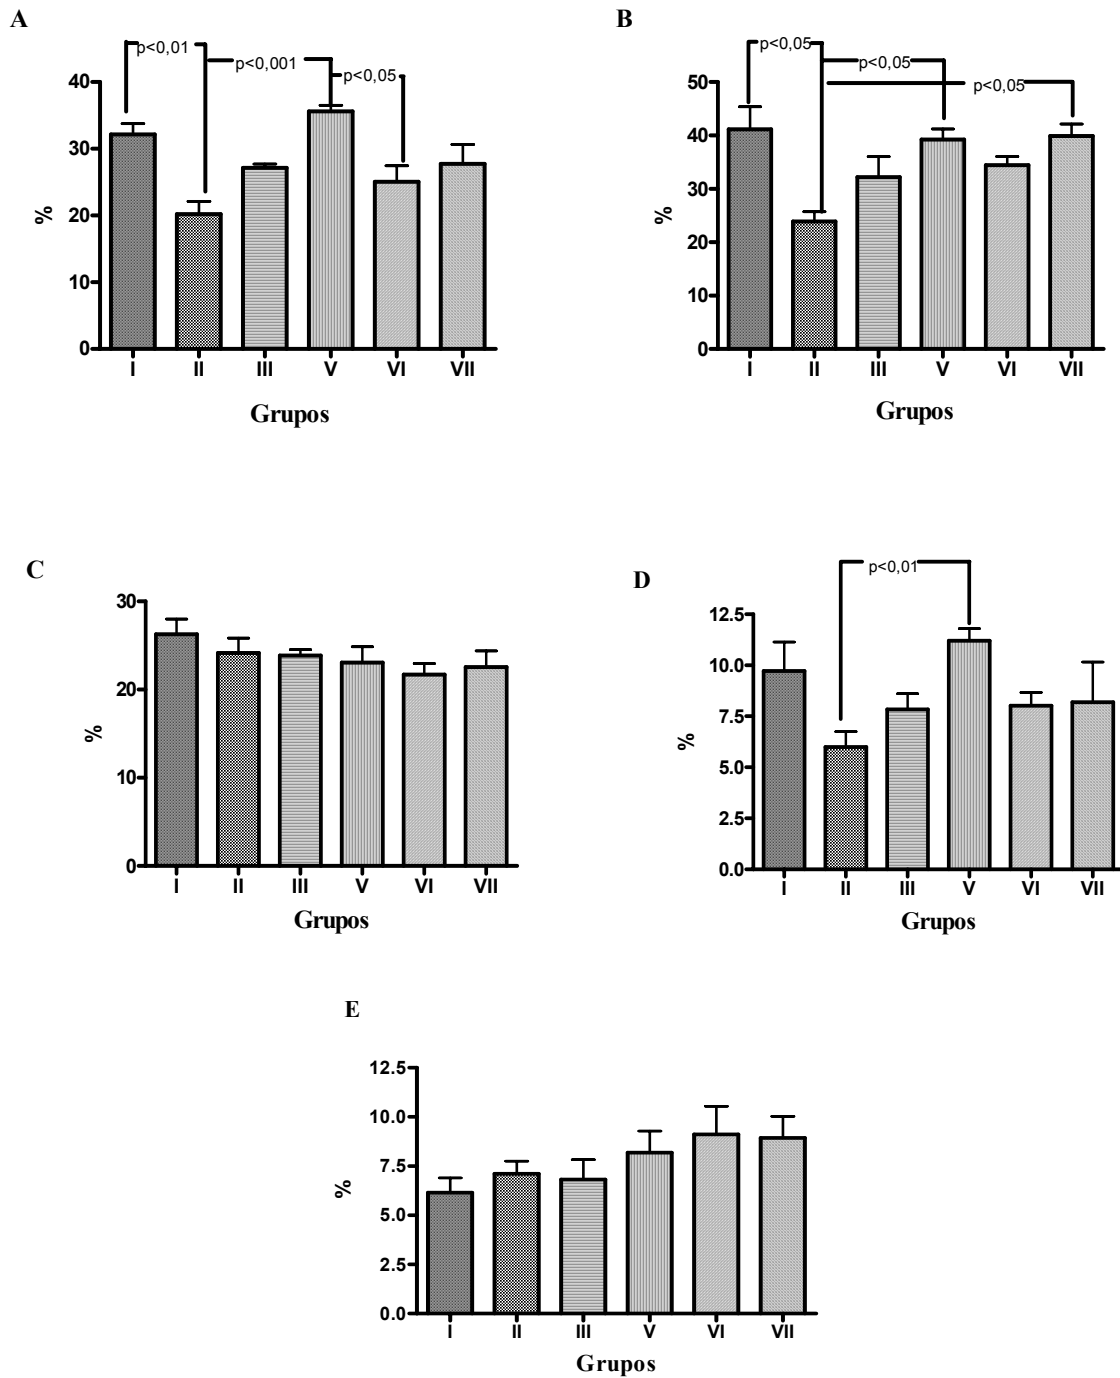 A
p<0,01
p<0,001
p<0,05
40
30
20
10
0
%
I II III V VI VII
Grupos
B
p<0,05
p<0,05
p<0,05
50
40
30
20
10
0
%
I II III V VI VII
Grupos
C
30
20
10
0
%
I II III V VI VII
Grupos
D
p<0,01
12.5
10.0
7.5
5.0
2.5
0.0
%
I II III V VI VII
Grupos
E
12.5
10.0
7.5
5.0
2.5
0.0
%
I II III V VI VII
Grupos